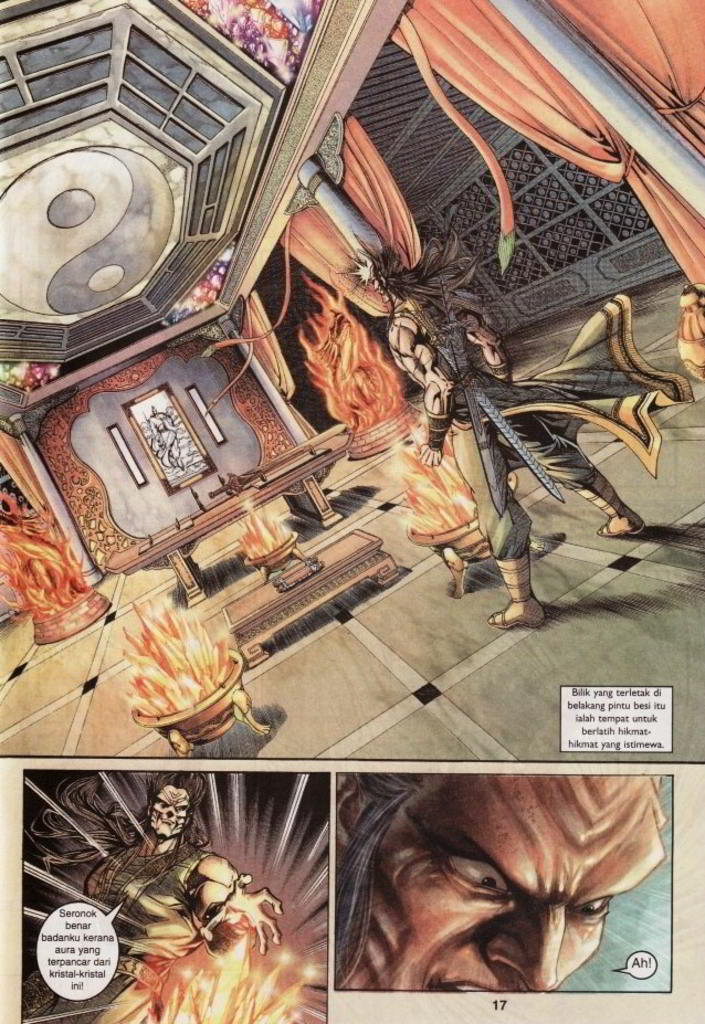 Bilik yang terletak di
belakang pintu besi itu
ialah tempat untuk
berlatih hikmat-
hikmat yang istimewa.
Seronok
benar
badanku kerana
aura yang
terpancar dari
kristal-kristal
ini!
Ah!
17